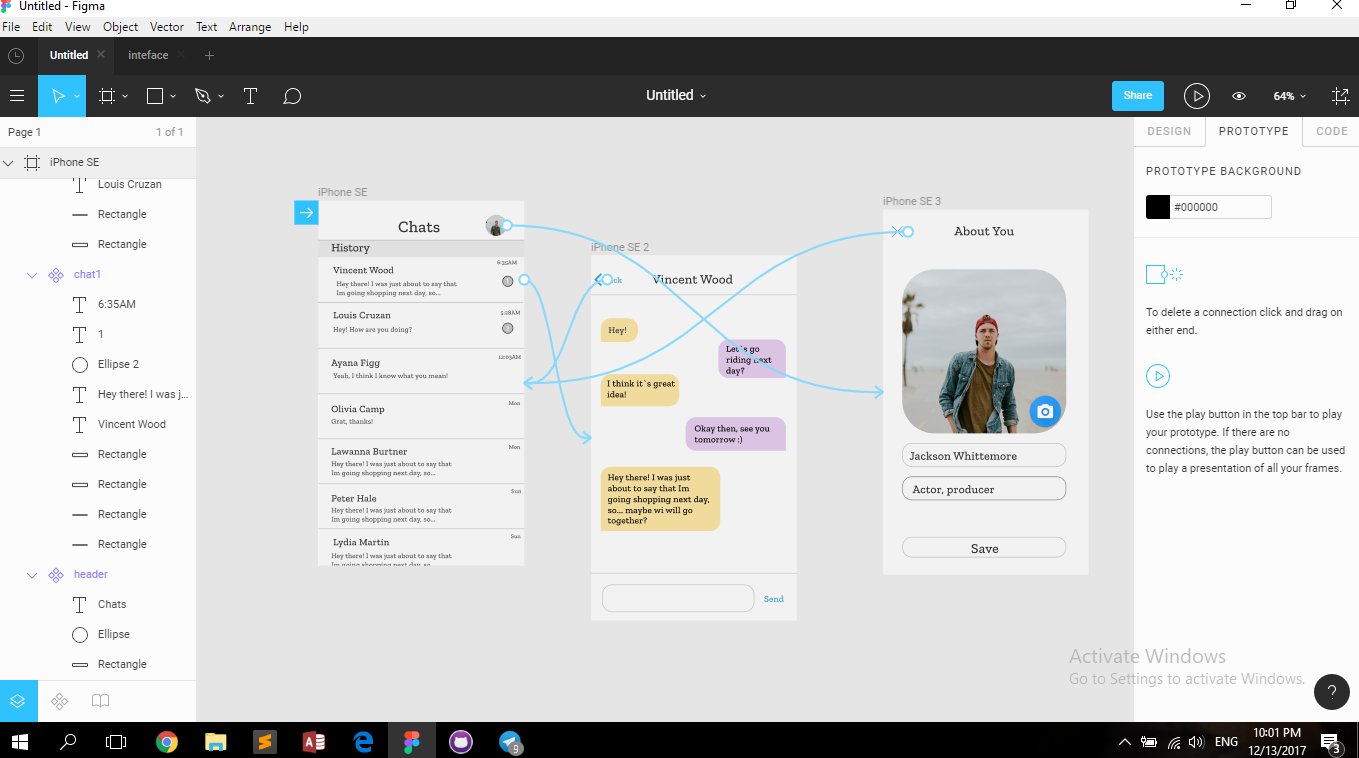 Untitled - Figma
File Edit View Object Vector Text Arrange Help
Untitled inteface
Untitled
Share
64%
Page 1 1 of 1
iPhone SE
Louis Cruzan
Rectangle
Rectangle
chat1
6:35AM
1
Ellipse 2
Hey there! I was j...
Vincent Wood
Rectangle
Rectangle
Rectangle
Rectangle
header
Chats
Ellipse
Rectangle
iPhone SE
Chats
History
6:35AM
Vincent Wood
Hey there! I was just about to say that
Im going shopping next day, so...
5:28AM
Louis Cruzan
Hey! How are you doing?
12:03AM
Ayana Figg
Yeah, I think I know what you mean!
Mon
Olivia Camp
Grat, thanks!
Mon
Lawanna Burtner
Hey there! I was just about to say that
Im going shopping next day, so...
Sun
Peter Hale
Hey there! I was just about to say that
Im going shopping next day, so...
Sun
Lydia Martin
Hey there! I was just about to say that
Im going shopping next day, so...
iPhone SE 2
Vincent Wood
Hey!
Let`s go
riding next
day?
I think it`s great
idea!
Okay then, see you
tomorrow :)
Hey there! I was just
about to say that Im
going shopping next day,
so... maybe wi will go
together?
Send
iPhone SE 3
About You
Jackson Whittemore
Actor, producer
Save
DESIGN PROTOTYPE CODE
PROTOTYPE BACKGROUND
#000000
To delete a connection click and drag on
either end.
Use the play button in the top bar to play
your prototype. If there are no
connections, the play button can be used
to play a presentation of all your frames.
Activate Windows
Go to Settings to activate Windows.
?
9
ENG
10:01 PM
12/13/2017
3